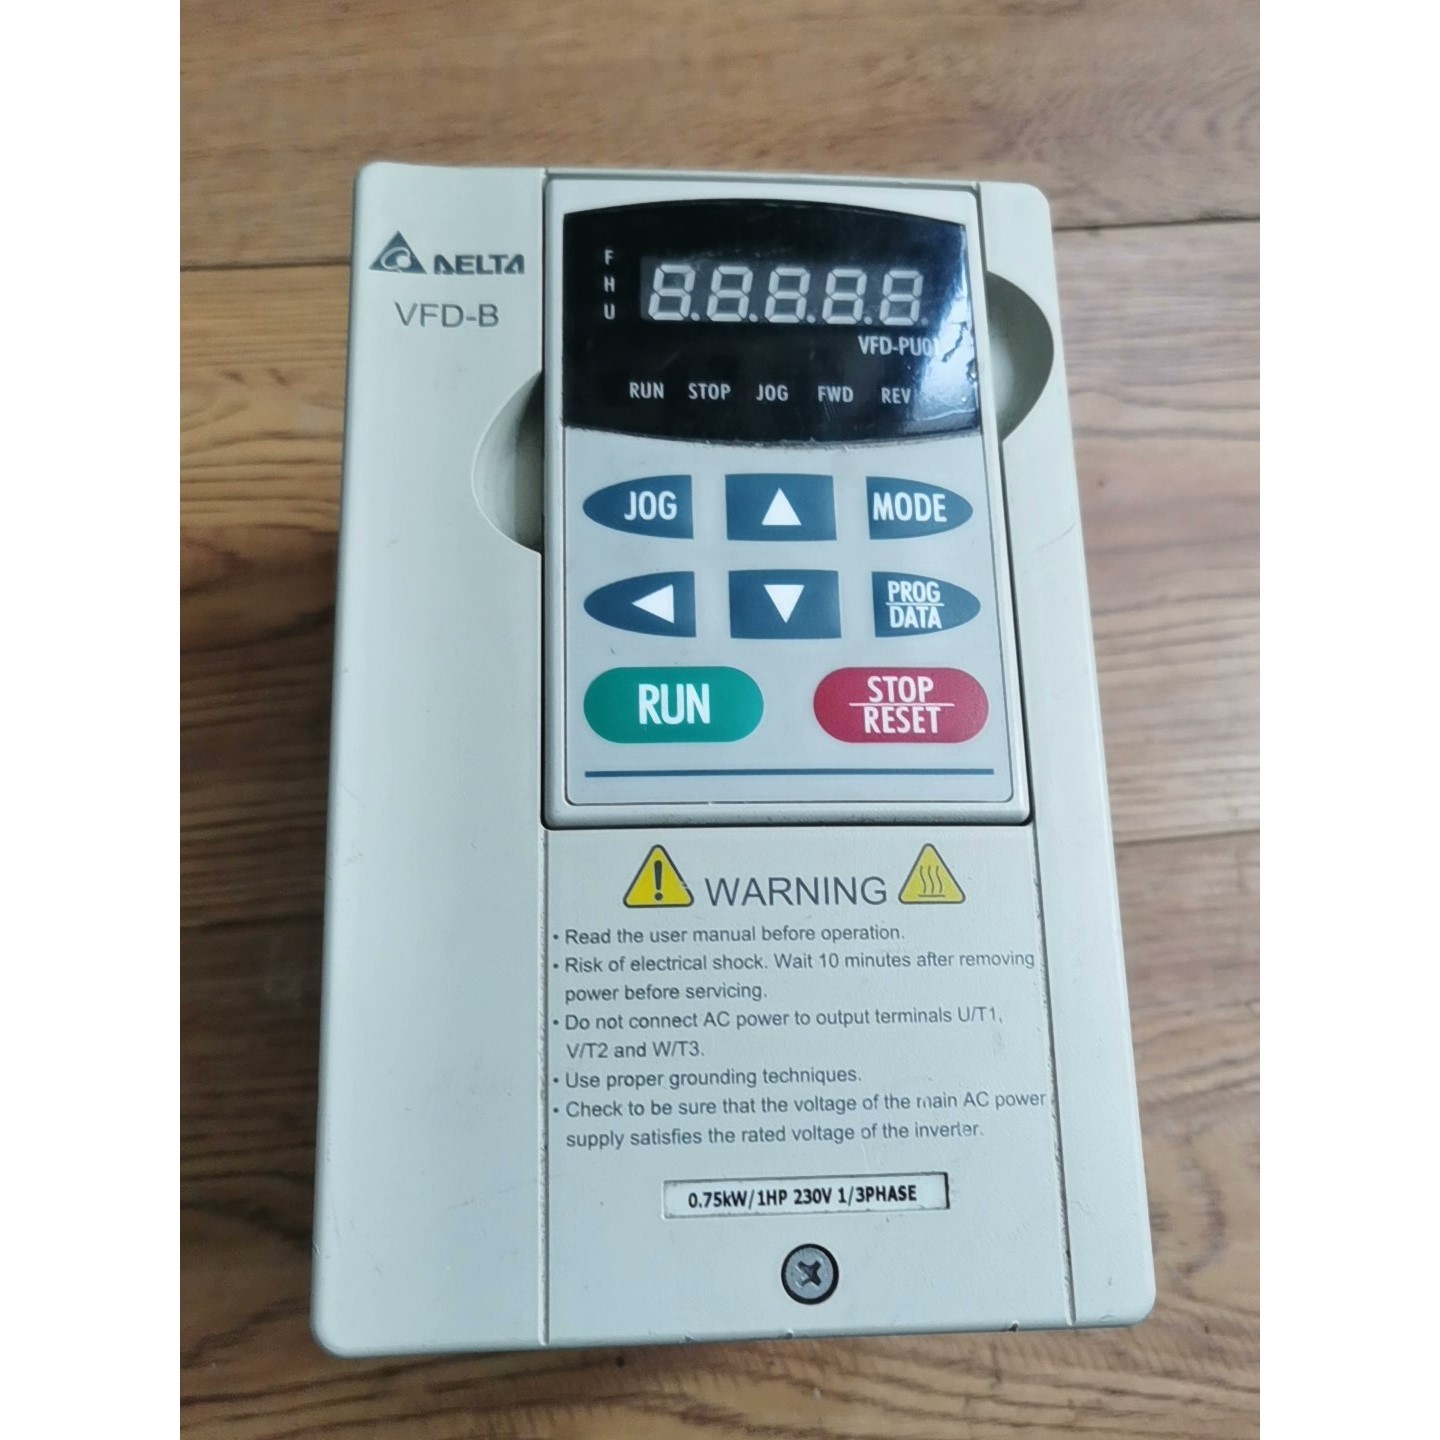 DELTA
VFD-B
F
H
U
8.8.8.8.8
VFD-PU01
RUN STOP JOG FWD REV
JOG MODE
PROG
DATA
RUN
STOP
RESET
WARNING
• Read the user manual before operation.
• Risk of electrical shock. Wait 10 minutes after removing
power before servicing.
• Do not connect AC power to output terminals U/T1,
V/T2 and W/T3.
• Use proper grounding techniques.
• Check to be sure that the voltage of the main AC power
supply satisfies the rated voltage of the inverter.
0.75kW/1HP 230V 1/3PHASE